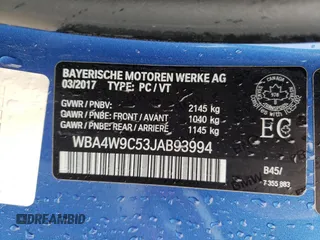 BAYERISCHE MOTOREN WERKE AG
03/2017 TYPE: PC / VT
GVWR / PNBV: 2145 kg
GAWR / PNBE: FRONT / AVANT 1040 kg
GAWR / PNBE: REAR / ARRIÈRE 1145 kg
WBA4W9C53JAB93994
CANADA
EC
B45/
7 355 883
DREAMBID